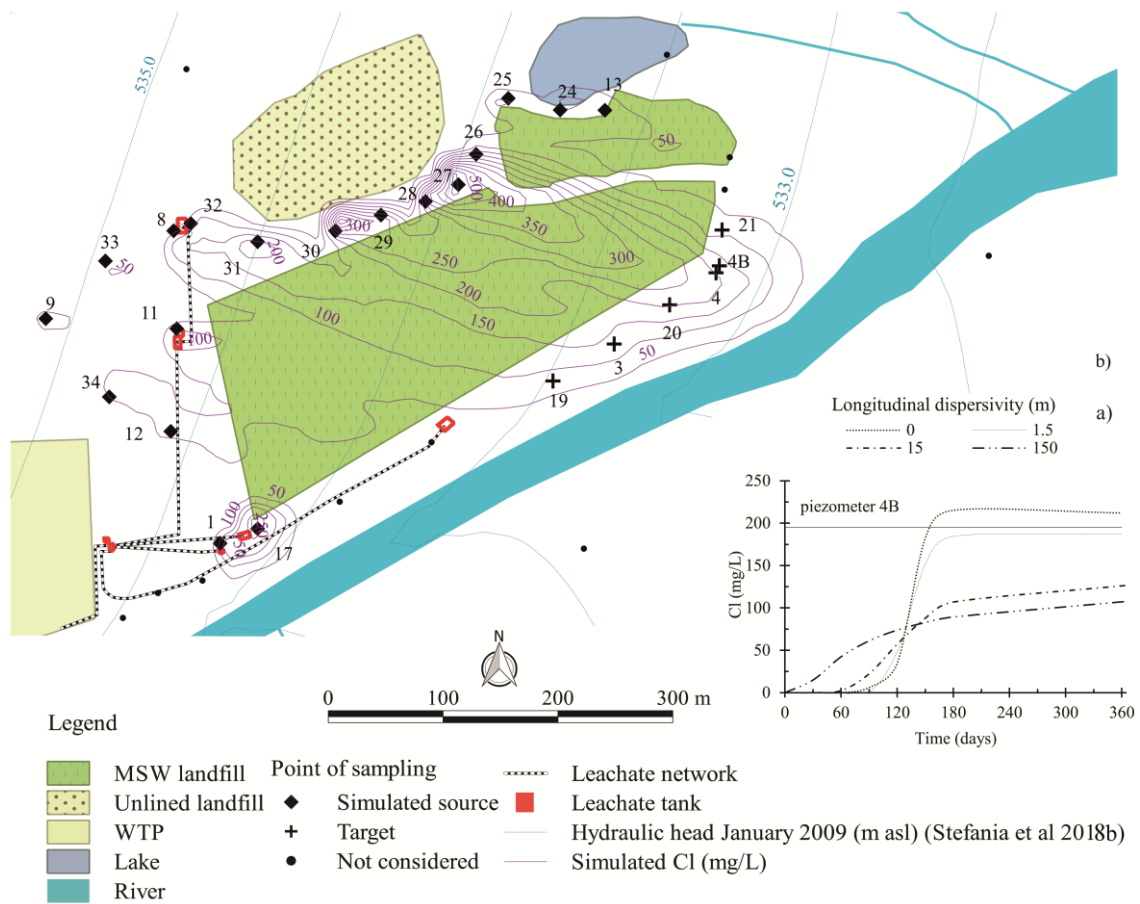 535.0
25
24
13
26
50
27
500
400
533.0
28
8
32
350
21
300
29
300
33
30
31
200
250
4B
50
200
4
9
100
150
20
11
100
50
3
34
19
12
b)
Longitudinal dispersivity (m)
a)
0
1.5
15
150
50
100
1
17
250
piezometer 4B
200
150
100
50
0
Cl (mg/L)
0
60
120
180
240
300
360
Time (days)
N
0
100
200
300 m
Legend
MSW landfill
Unlined landfill
WTP
Lake
River
Point of sampling
Simulated source
Target
Not considered
Leachate network
Leachate tank
Hydraulic head January 2009 (m asl) (Stefania et al 2018b)
Simulated Cl (mg/L)